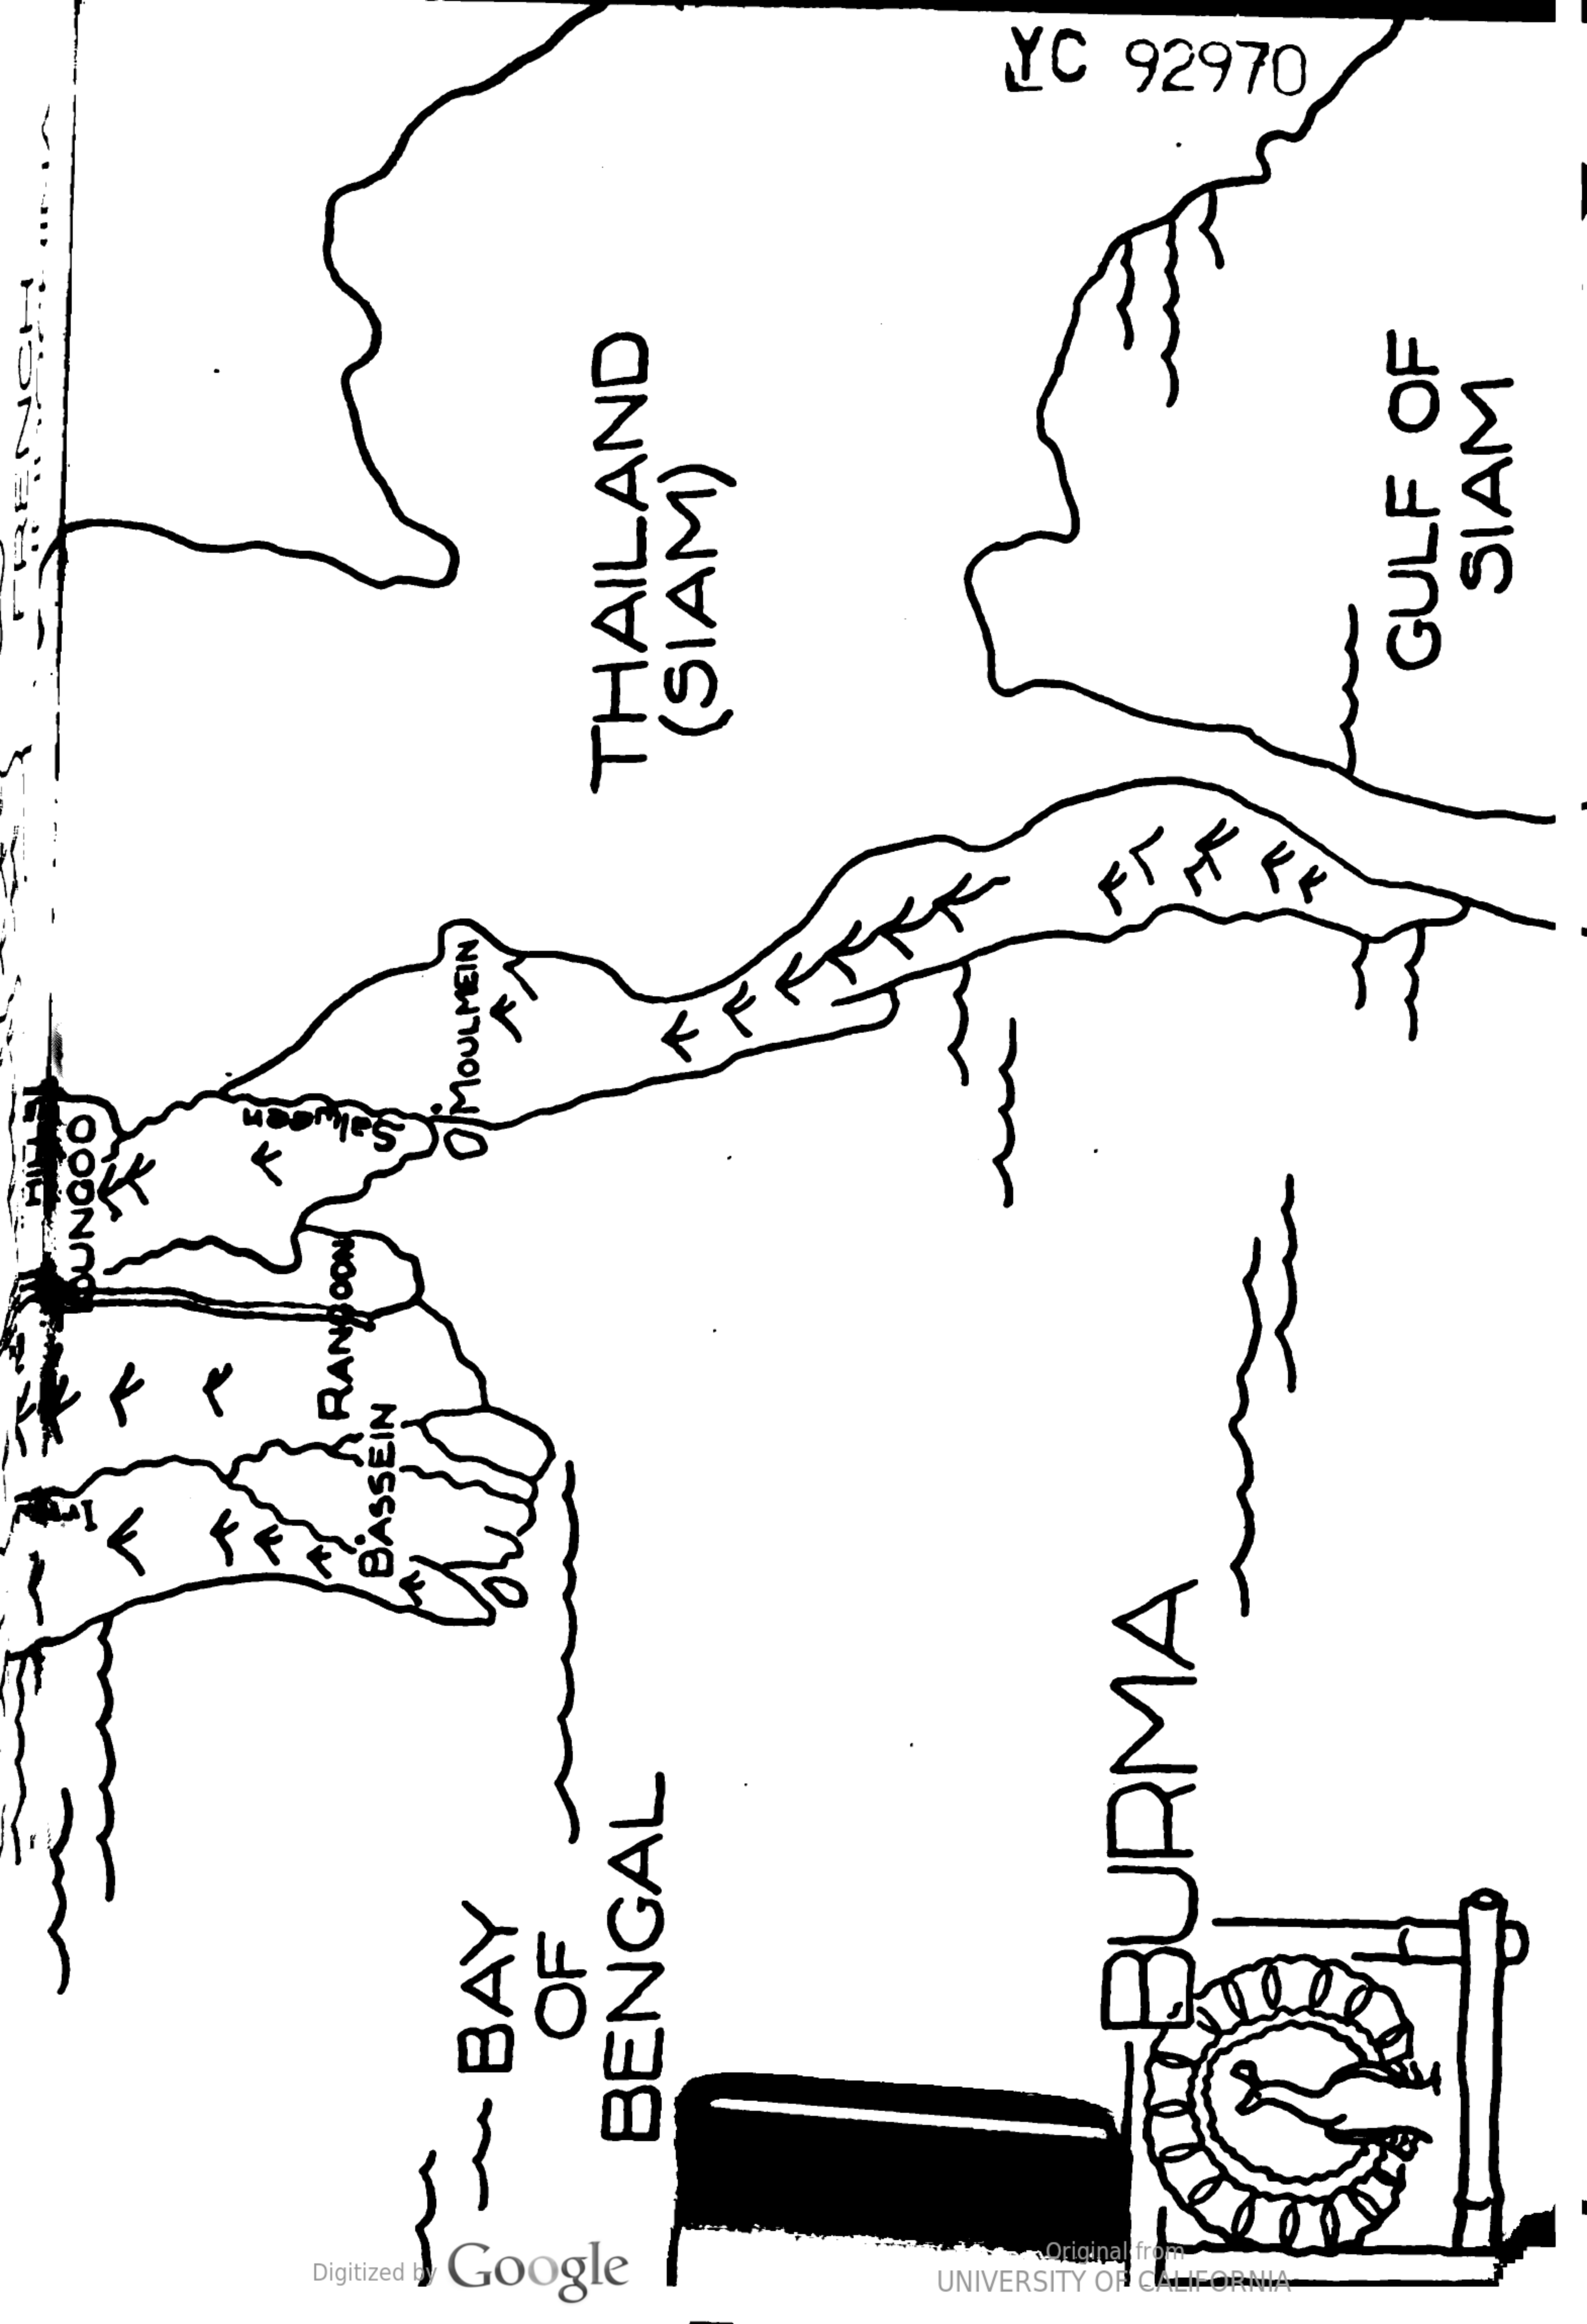 YC 92970
FRENCH
THAILAND
(SIAM)
GULF OF
SIAM
MOULMEIN
Salween
RANGOON
BASSEIN
BAY
OF
BENGAL
BURMA
Digitized by Google
Original from
UNIVERSITY OF CALIFORNIA